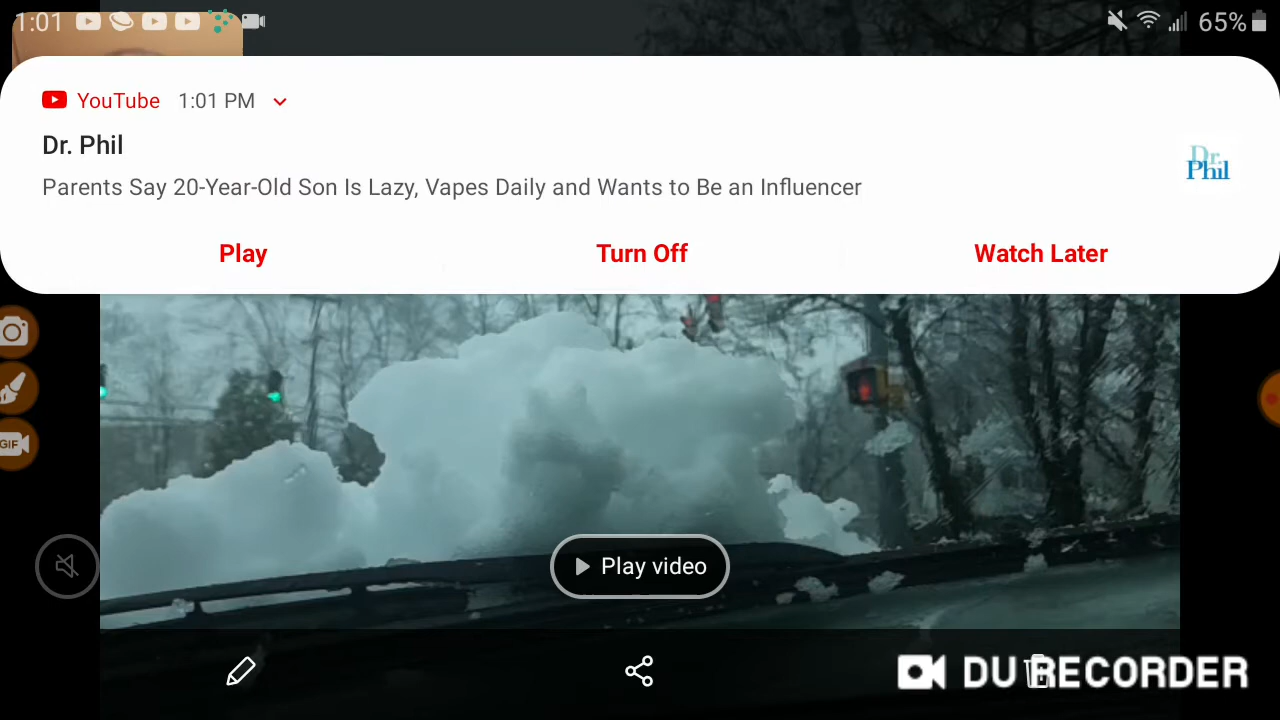 1:01
65%
YouTube 1:01 PM
Dr. Phil
Parents Say 20-Year-Old Son Is Lazy, Vapes Daily and Wants to Be an Influencer
Dr.
Phil
Play Turn Off Watch Later
GIF
Play video
DU RECORDER